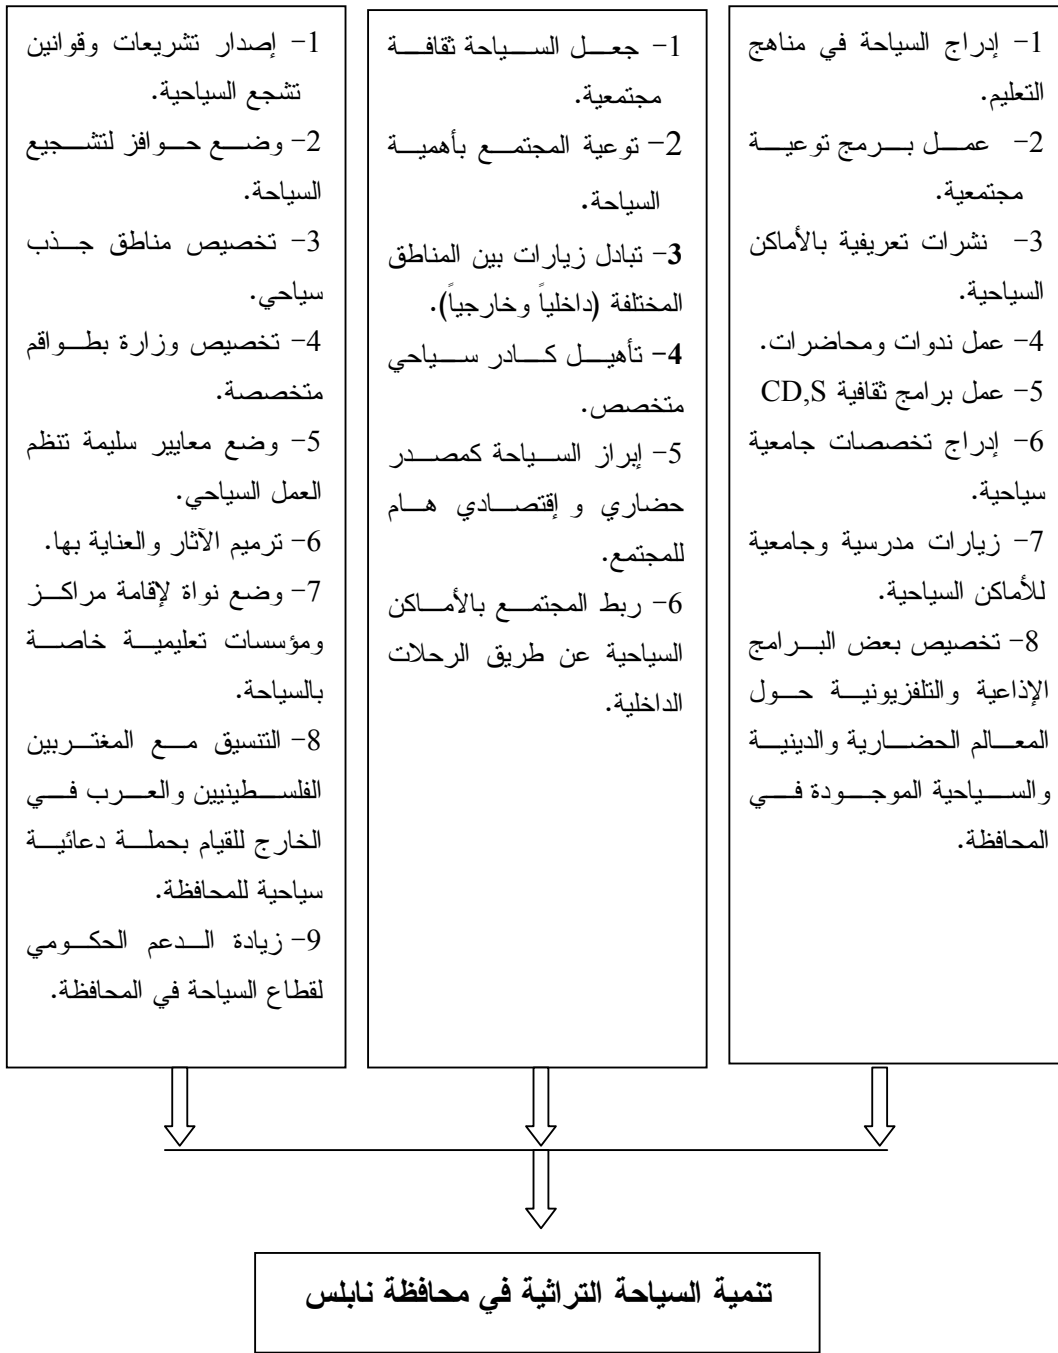 1- إدراج السياحة في مناهج
التعليم.
2- عمل برمج توعية
مجتمعية.
3- نشرات تعريفية بالأماكن
السياحية.
4- عمل ندوات ومحاضرات.
5- عمل برامج ثقافية CD,S
6- إدراج تخصصات جامعية
سياحية.
7- زيارات مدرسية وجامعية
للأماكن السياحية.
8- تخصيص بعض البرامج
الإذاعية والتلفزيونية حول
المعالم الحضارية والدينية
والسياحية الموجودة في
المحافظة.
1- جعل السياحة ثقافة
مجتمعية.
2- توعية المجتمع بأهمية
السياحة.
3- تبادل زيارات بين المناطق
المختلفة (داخلياً وخارجياً).
4- تأهيل كادر سياحي
متخصص.
5- إبراز السياحة كمصدر
حضاري و إقتصادي هام
للمجتمع.
6- ربط المجتمع بالأماكن
السياحية عن طريق الرحلات
الداخلية.
1- إصدار تشريعات وقوانين
تشجع السياحية.
2- وضع حوافز لتشجيع
السياحة.
3- تخصيص مناطق جذب
سياحي.
4- تخصيص وزارة بطواقم
متخصصة.
5- وضع معايير سليمة تنظم
العمل السياحي.
6- ترميم الآثار والعناية بها.
7- وضع نواة لإقامة مراكز
ومؤسسات تعليمية خاصة
بالسياحة.
8- التنسيق مع المغتربين
الفلسطينيين والعرب في
الخارج للقيام بحملة دعائية
سياحية للمحافظة.
9- زيادة الدعم الحكومي
لقطاع السياحة في المحافظة.
تنمية السياحة التراثية في محافظة نابلس